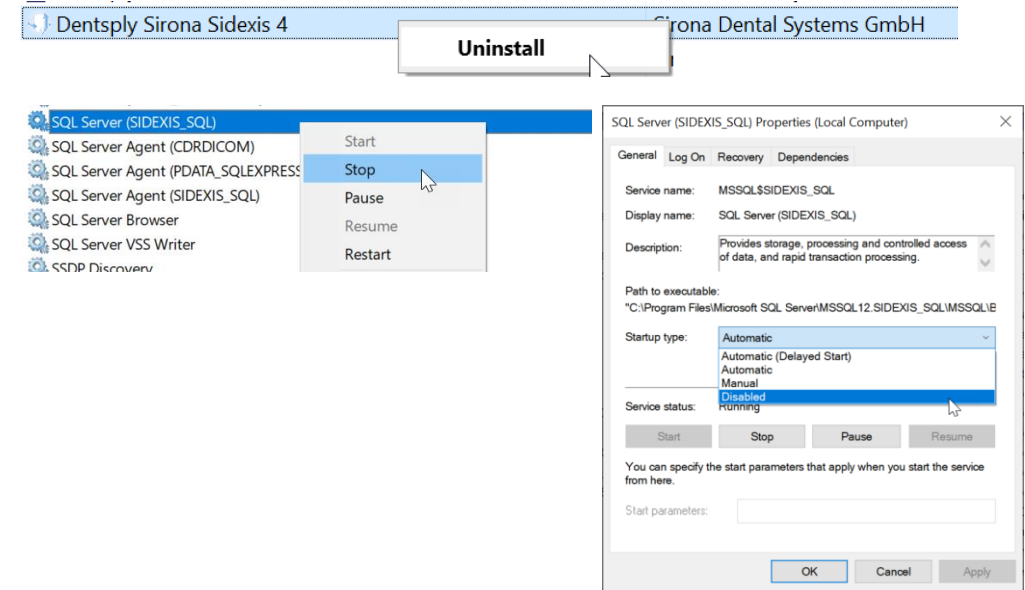 Dentsply Sirona Sidexis 4
Sirona Dental Systems GmbH
Uninstall
SQL Server (SIDEXIS_SQL)
SQL Server Agent (CDRDICOM)
SQL Server Agent (PDATA_SQLEXPRESS
SQL Server Agent (SIDEXIS_SQL)
SQL Server Browser
SQL Server VSS Writer
SSDP Discovery
Start
Stop
Pause
Resume
Restart
SQL Server (SIDEXIS_SQL) Properties (Local Computer)
General Log On Recovery Dependencies
Service name: MSSQL$SIDEXIS_SQL
Display name: SQL Server (SIDEXIS_SQL)
Description: Provides storage, processing and controlled access
of data, and rapid transaction processing.
Path to executable:
"C:\Program Files\Microsoft SQL Server\MSSQL12.SIDEXIS_SQL\MSSQL\B
Startup type: Automatic
Automatic (Delayed Start)
Automatic
Manual
Disabled
Service status: Running
Start Stop Pause Resume
You can specify the start parameters that apply when you start the service
from here.
Start parameters:
OK Cancel Apply